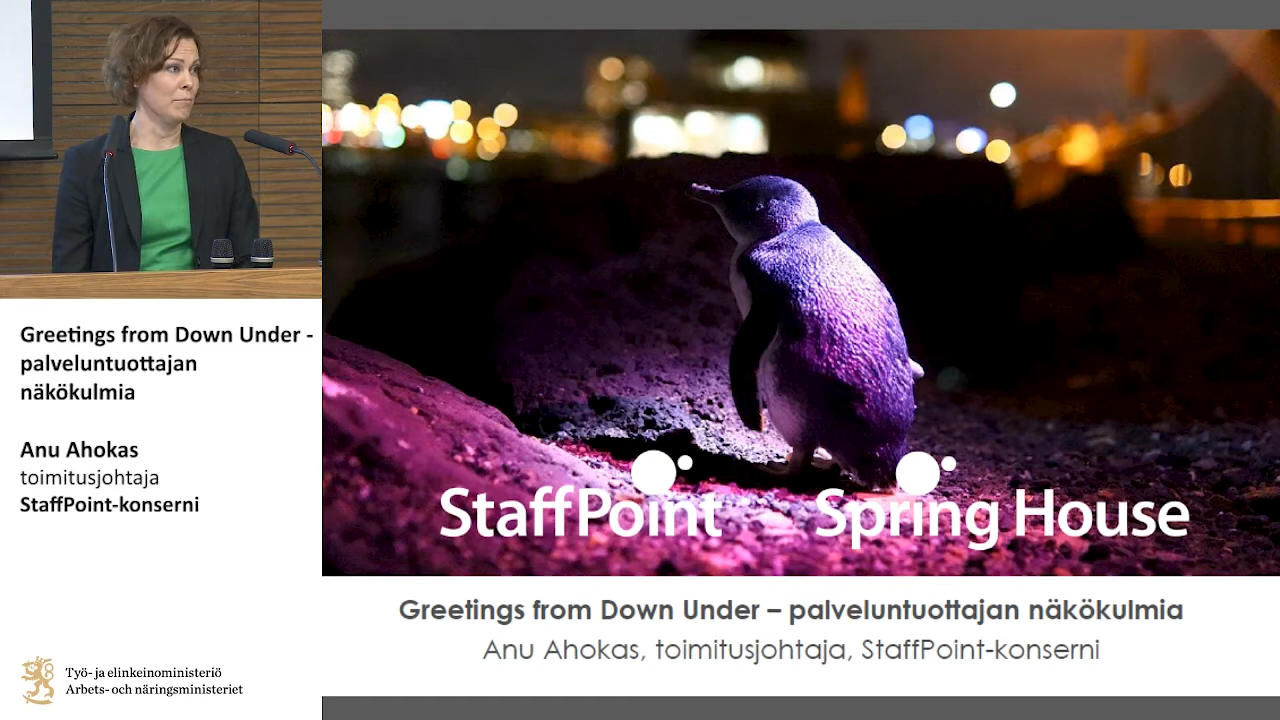 Greetings from Down Under -
palveluntuottajan
näkökulmia
Anu Ahokas
toimitusjohtaja
StaffPoint-konserni
Työ- ja elinkeinoministeriö
Arbets- och näringsministeriet
StaffPoint
Spring House
Greetings from Down Under – palveluntuottajan näkökulmia
Anu Ahokas, toimitusjohtaja, StaffPoint-konserni